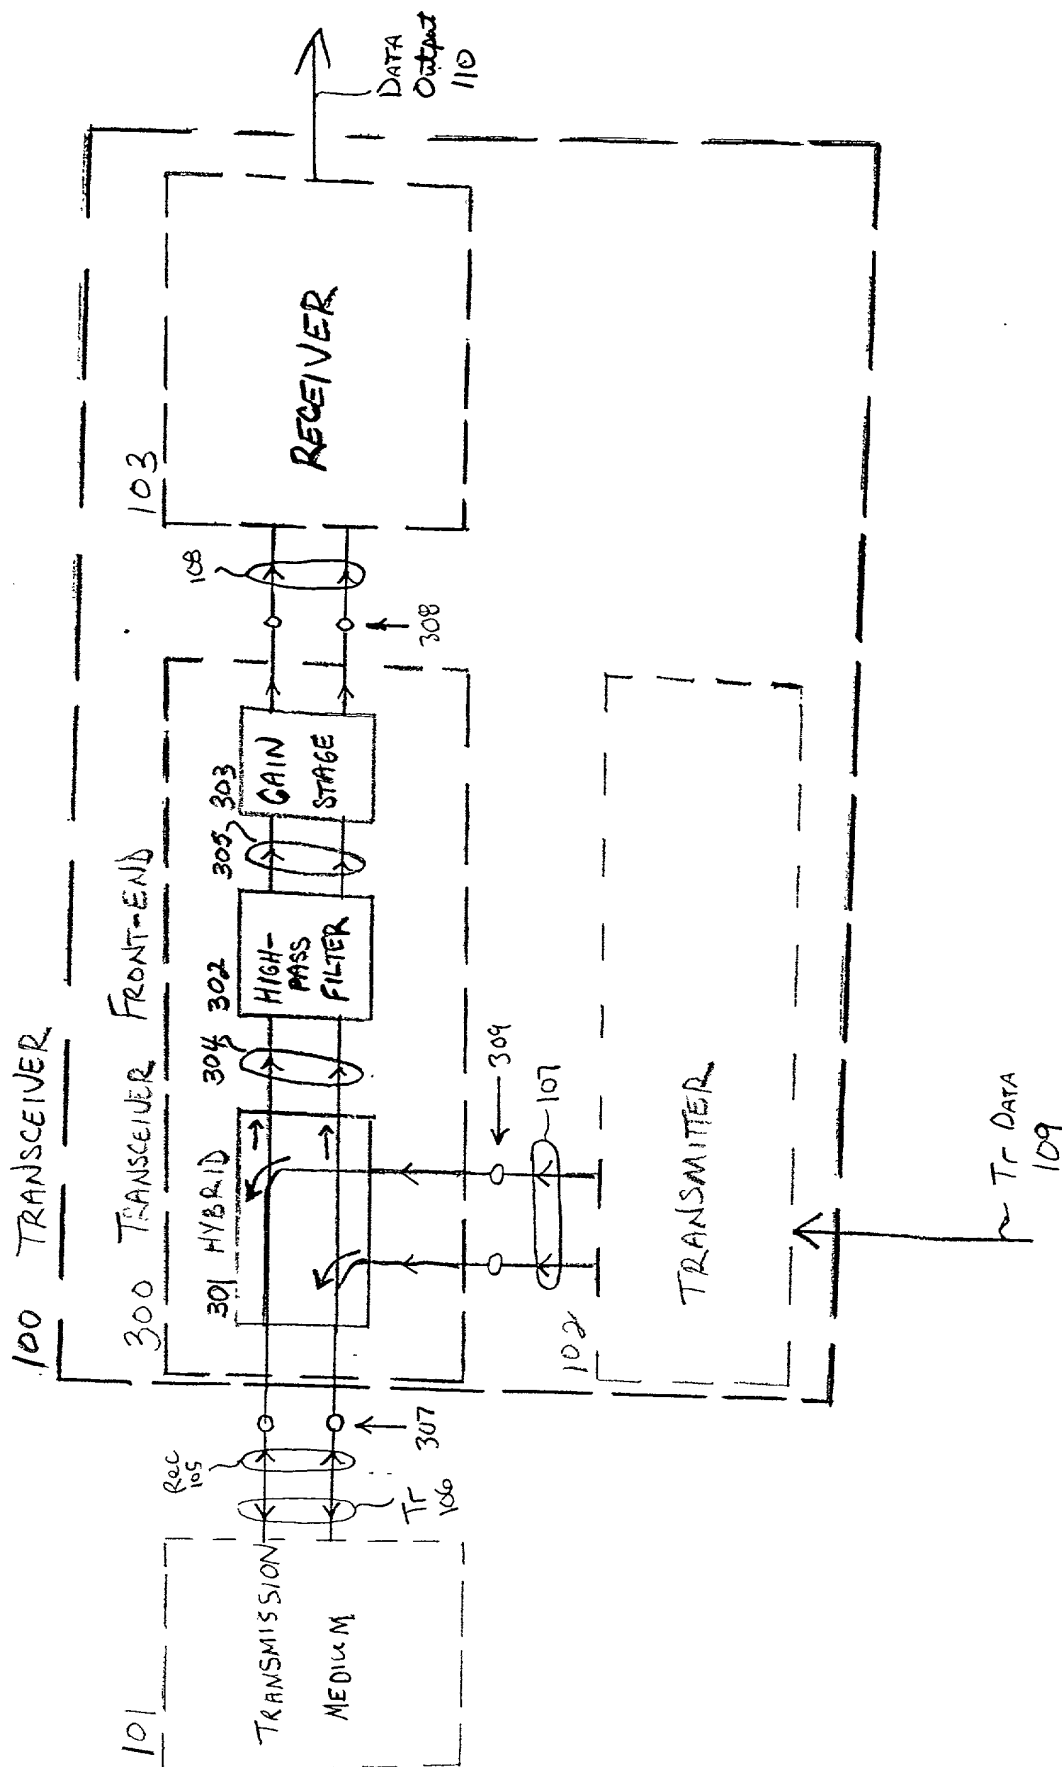 100 TRANSCEIVER
300 TRANSCEIVER FRONT-END
101
TRANSMISSION
MEDIUM
Rec
105
Tr
106
307
301 HYBRID
304
302
HIGH-
PASS
FILTER
305
303
GAIN
STAGE
108
308
103
RECEIVER
DATA
Output
110
309
107
102
TRANSMITTER
Tr DATA
109